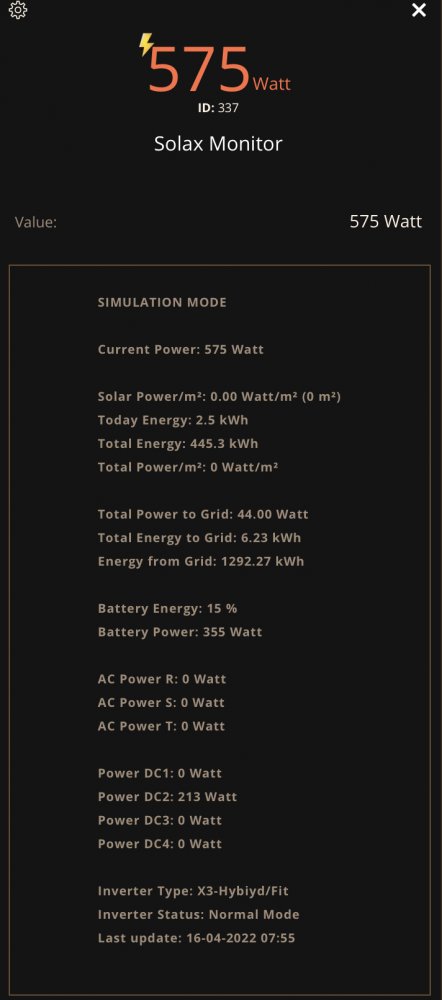 575 Watt
ID: 337
Solax Monitor
Value: 575 Watt
SIMULATION MODE
Current Power: 575 Watt
Solar Power/m²: 0.00 Watt/m² (0 m²)
Today Energy: 2.5 kWh
Total Energy: 445.3 kWh
Total Power/m²: 0 Watt/m²
Total Power to Grid: 44.00 Watt
Total Energy to Grid: 6.23 kWh
Energy from Grid: 1292.27 kWh
Battery Energy: 15 %
Battery Power: 355 Watt
AC Power R: 0 Watt
AC Power S: 0 Watt
AC Power T: 0 Watt
Power DC1: 0 Watt
Power DC2: 213 Watt
Power DC3: 0 Watt
Power DC4: 0 Watt
Inverter Type: X3-Hybiyd/Fit
Inverter Status: Normal Mode
Last update: 16-04-2022 07:55